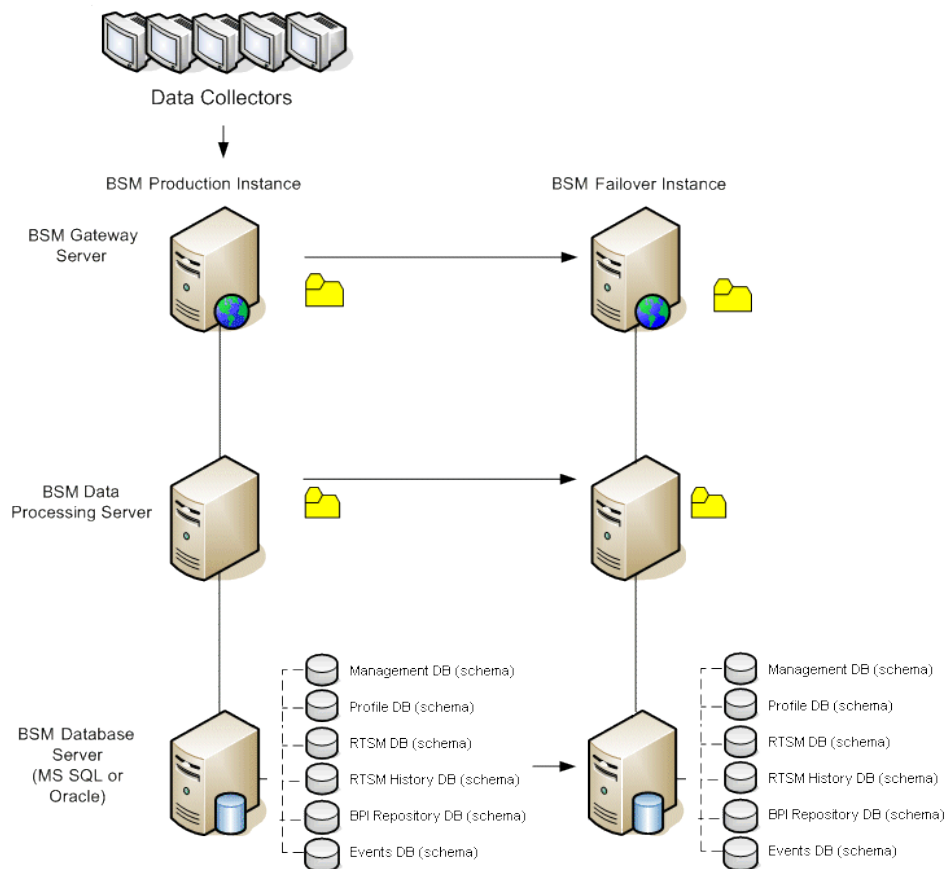 Data Collectors
BSM Production Instance
BSM Failover Instance
BSM Gateway
Server
BSM Data
Processing Server
BSM Database
Server
(MS SQL or
Oracle)
Management DB (schema)
Profile DB (schema)
RTSM DB (schema)
RTSM History DB (schema)
BPI Repository DB (schema)
Events DB (schema)
Management DB (schema)
Profile DB (schema)
RTSM DB (schema)
RTSM History DB (schema)
BPI Repository DB (schema)
Events DB (schema)